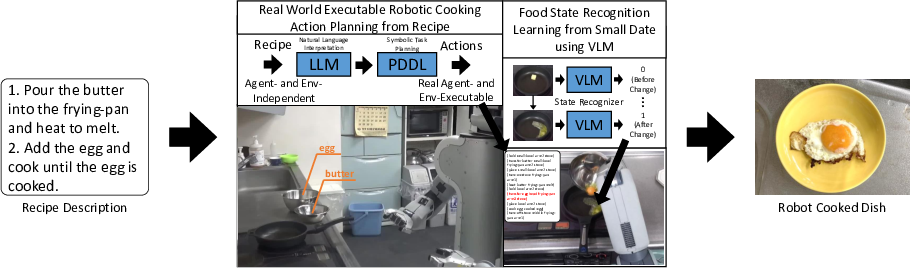 1. Pour the butter
into the frying-pan
and heat to melt.
2. Add the egg and
cook until the egg is
cooked.
Recipe Description
Real World Executable Robotic Cooking
Action Planning from Recipe
Natural Language
Interpretation
Symbolic Task
Planning
Recipe
LLM
PDDL
Actions
Agent- and Env-
Independent
Real Agent- and
Env-Executable
egg
butter
Food State Recognition
Learning from Small Date
using VLM
VLM
0
(Before
Change)
State Recognizer
VLM
1
(After
Change)
Robot Cooked Dish